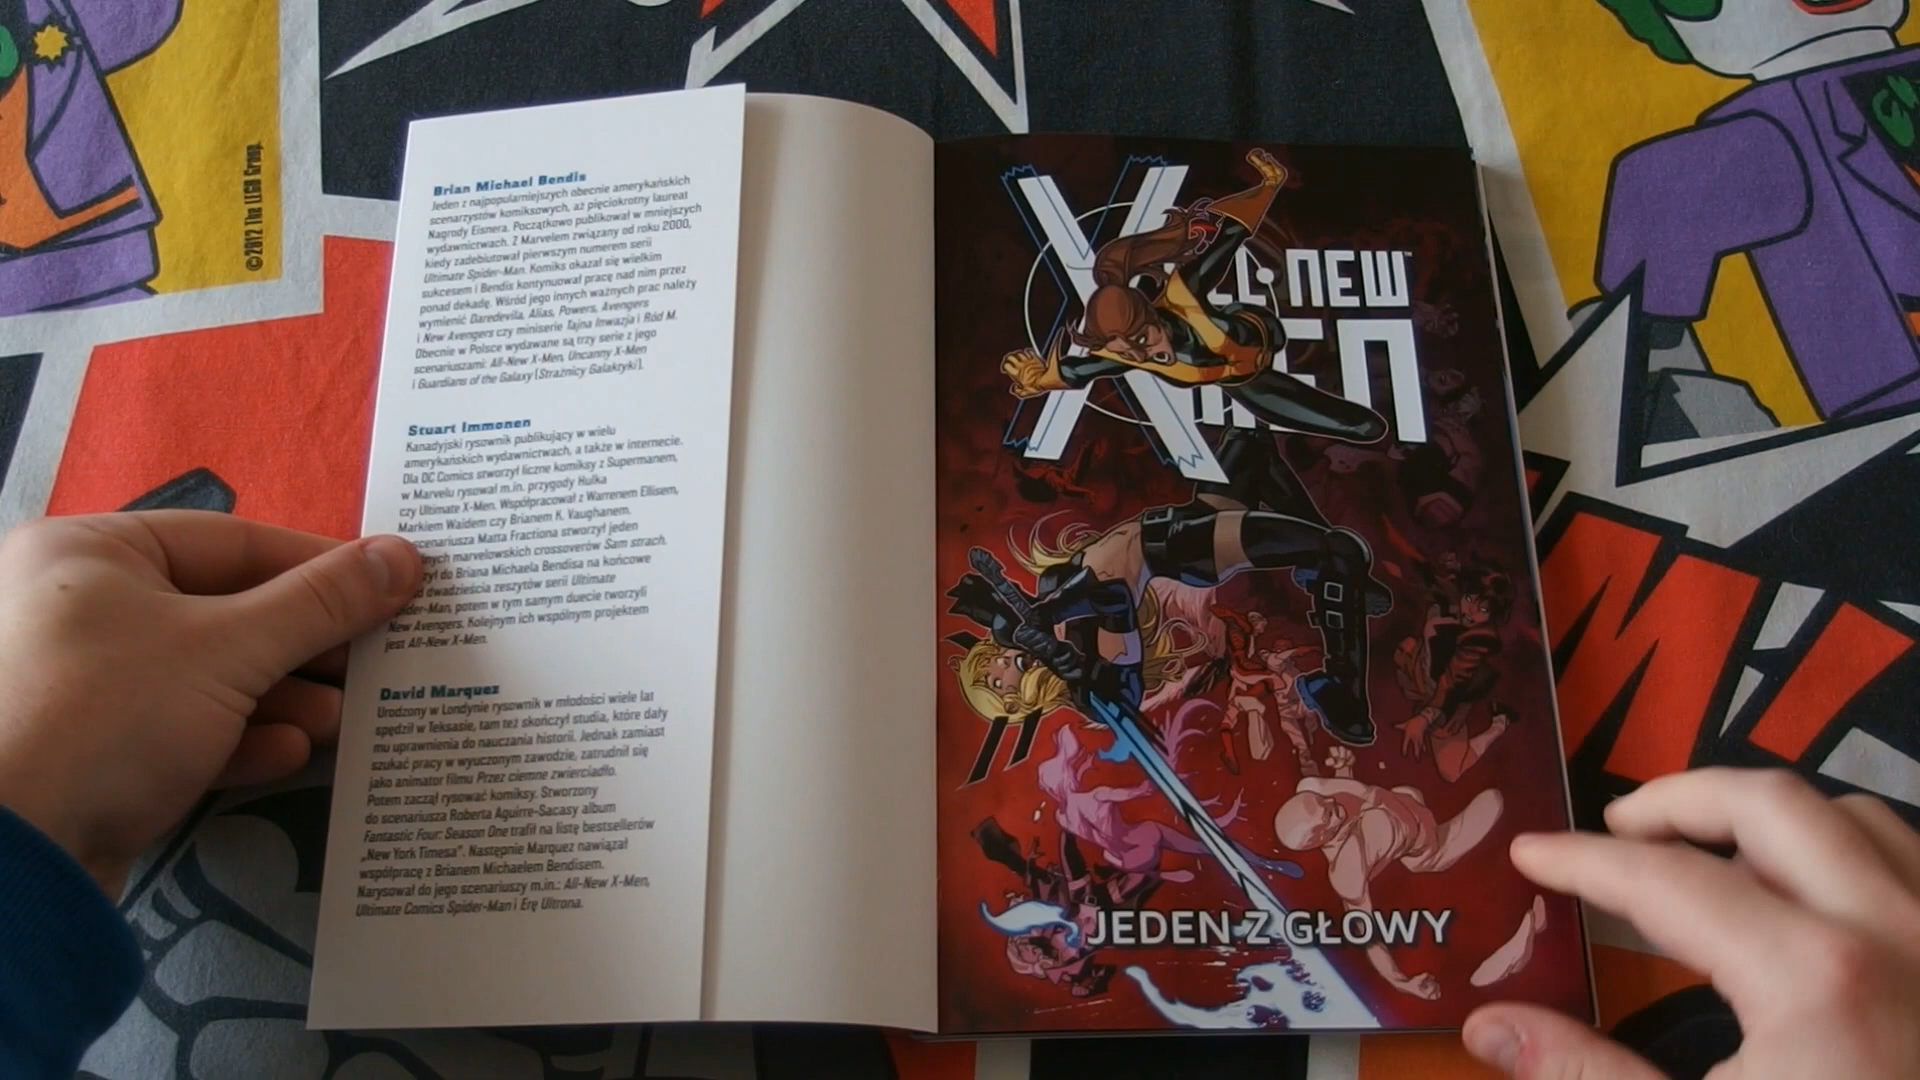 ©2012 The LEGO Group.
Brian Michael Bendis
Jeden z najpopularniejszych obecnie amerykańskich
scenarzystów komiksowych, aż pięciokrotny laureat
Nagrody Eisnera. Początkowo publikował w mniejszych
wydawnictwach. Z Marvelem związany od roku 2000,
kiedy zadebiutował pierwszym numerem serii
Ultimate Spider-Man. Komiks okazał się wielkim
sukcesem i Bendis kontynuował pracę nad nim przez
ponad dekadę. Wśród jego innych ważnych prac należy
wymienić Daredevila, Alias, Powers, Avengers
i New Avengers czy miniserie Tajna Inwazja i Ród M.
Obecnie w Polsce wydawane są trzy serie z jego
scenariuszami: All-New X-Men, Uncanny X-Men
i Guardians of the Galaxy (Strażnicy Galaktyki).
Stuart Immonen
Kanadyjski rysownik publikujący w wielu
amerykańskich wydawnictwach, a także w internecie.
Dla DC Comics stworzył liczne komiksy z Supermanem,
w Marvelu rysował m.in. przygody Hulka
czy Ultimate X-Men. Współpracował z Warrenem Ellisem,
Markiem Waidem czy Brianem K. Vaughanem.
scenariusza Matta Fractiona stworzył jeden
nych marvelowskich crossoverów Sam strach.
ył do Briana Michaela Bendisa na końcowe
d dwadzieścia zeszytów serii Ultimate
ider-Man, potem w tym samym duecie tworzyli
New Avengers. Kolejnym ich wspólnym projektem
jest All-New X-Men.
David Marquez
Urodzony w Londynie rysownik w młodości wiele lat
spędził w Teksasie, tam też skończył studia, które dały
mu uprawnienia do nauczania historii. Jednak zamiast
szukać pracy w wyuczonym zawodzie, zatrudnił się
jako animator filmu Przez ciemne zwierciadło.
Potem zaczął rysować komiksy. Stworzony
do scenariusza Roberta Aguirre-Sacasy album
Fantastic Four: Season One trafił na listę bestsellerów
„New York Timesa”. Następnie Marquez nawiązał
współpracę z Brianem Michaelem Bendisem.
Narysował do jego scenariuszy m.in.: All-New X-Men,
Ultimate Comics Spider-Man i Erę Ultrona.
ALL-NEW
X-MEN
JEDEN Z GŁOWY
M!